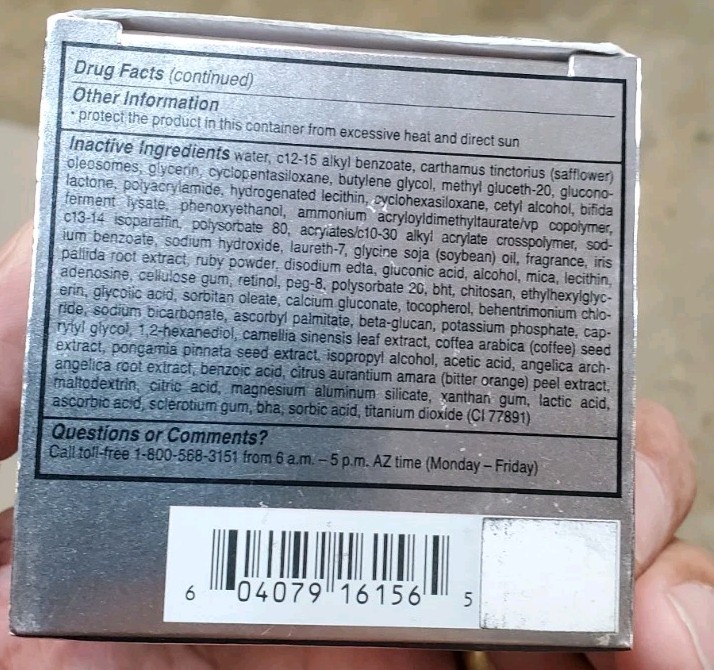 Drug Facts (continued)
Other Information
• protect the product in this container from excessive heat and direct sun
Inactive Ingredients water, c12-15 alkyl benzoate, carthamus tinctorius (safflower)
oleosomes, glycerin, cyclopentasiloxane, butylene glycol, methyl gluceth-20, glucono-
lactone, polyacrylamide, hydrogenated lecithin, cyclohexasiloxane, cetyl alcohol, bifida
ferment lysate, phenoxyethanol, ammonium acryloyldimethyltaurate/vp copolymer,
c13-14 isoparaffin, polysorbate 80, acrylates/c10-30 alkyl acrylate crosspolymer, sod-
ium benzoate, sodium hydroxide, laureth-7, glycine soja (soybean) oil, fragrance, iris
pallida root extract, ruby powder, disodium edta, gluconic acid, alcohol, mica, lecithin,
adenosine, cellulose gum, retinol, peg-8, polysorbate 20, bht, chitosan, ethylhexylglyc-
erin, glycolic acid, sorbitan oleate, calcium gluconate, tocopherol, behentrimonium chlo-
ride, sodium bicarbonate, ascorbyl palmitate, beta-glucan, potassium phosphate, cap-
rylyl glycol, 1,2-hexanediol, camellia sinensis leaf extract, coffea arabica (coffee) seed
extract, pongamia pinnata seed extract, isopropyl alcohol, acetic acid, angelica arch-
angelica root extract, benzoic acid, citrus aurantium amara (bitter orange) peel extract,
maltodextrin, citric acid, magnesium aluminum silicate, xanthan gum, lactic acid,
ascorbic acid, sclerotium gum, bha, sorbic acid, titanium dioxide (CI 77891)
Questions or Comments?
Call toll-free 1-800-568-3151 from 6 a.m. – 5 p.m. AZ time (Monday – Friday)
6 04079 16156 5